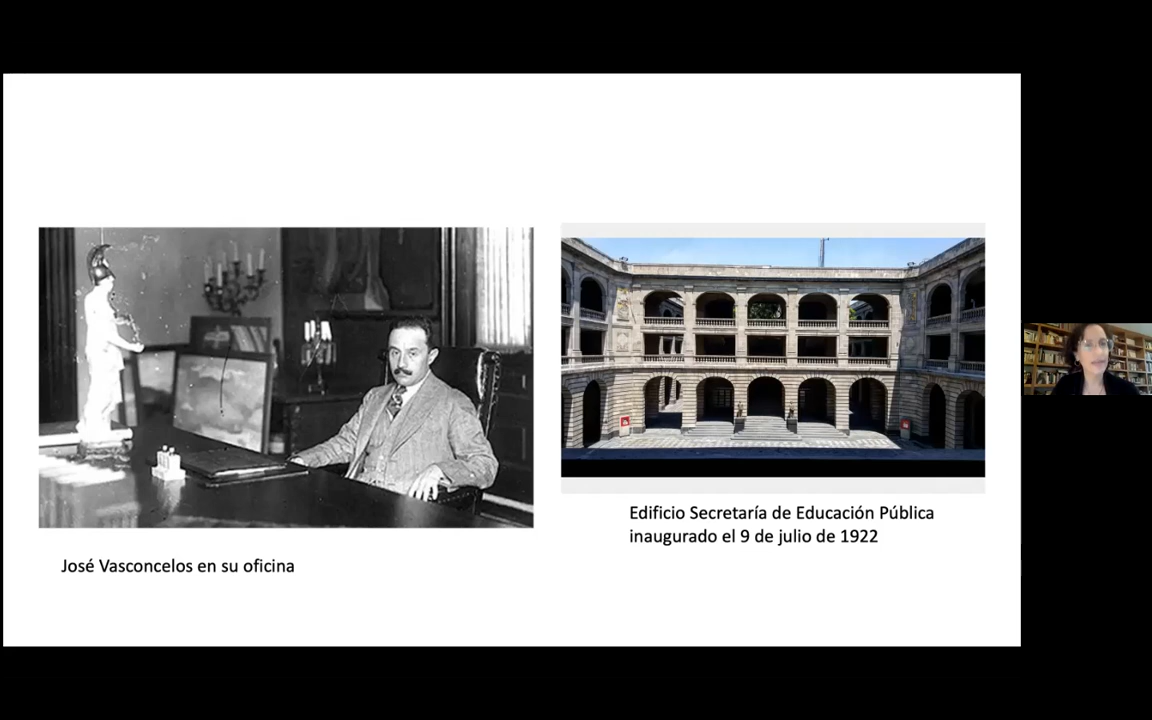 José Vasconcelos en su oficina
Edificio Secretaría de Educación Pública
inaugurado el 9 de julio de 1922